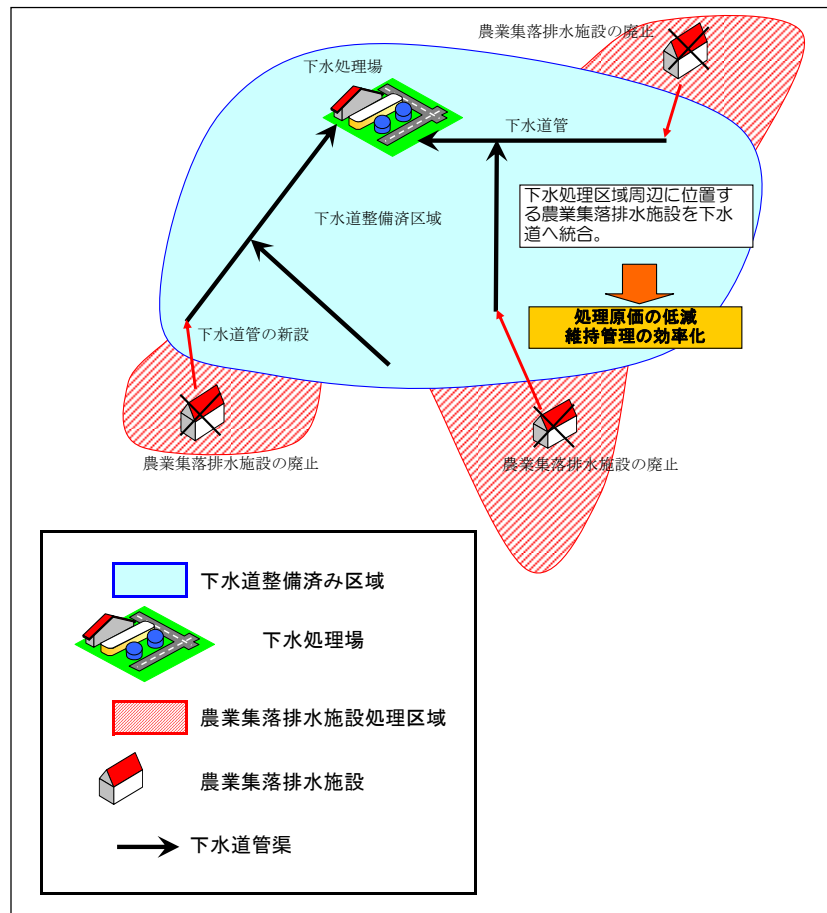 農業集落排水施設の廃止
下水処理場
下水道管
下水処理区域周辺に位置す
る農業集落排水施設を下水
道へ統合。
下水道整備済区域
処理原価の低減
維持管理の効率化
下水道管の新設
農業集落排水施設の廃止
農業集落排水施設の廃止
下水道整備済み区域
下水処理場
農業集落排水施設処理区域
農業集落排水施設
下水道管渠